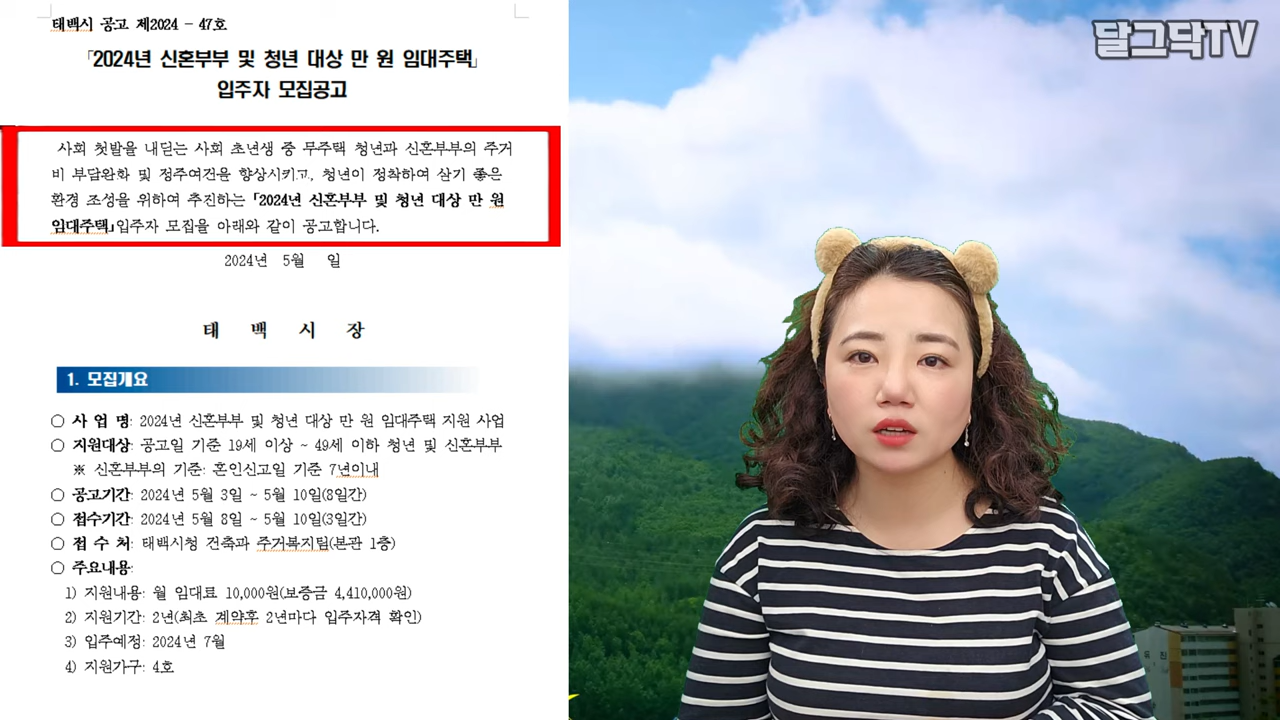 태백시 공고 제2024 - 47호
「2024년 신혼부부 및 청년 대상 만 원 임대주택」
입주자 모집공고
사회 첫발을 내딛는 사회 초년생 중 무주택 청년과 신혼부부의 주거
비 부담완화 및 정주여건을 향상시키고, 청년이 정착하여 살기 좋은
환경 조성을 위하여 추진하는 「2024년 신혼부부 및 청년 대상 만 원
임대주택」입주자 모집을 아래와 같이 공고합니다.
2024년 5월 일
태 백 시 장
1. 모집개요
○ 사 업 명: 2024년 신혼부부 및 청년 대상 만 원 임대주택 지원 사업
○ 지원대상: 공고일 기준 19세 이상 ~ 49세 이하 청년 및 신혼부부
※ 신혼부부의 기준: 혼인신고일 기준 7년이내
○ 공고기간: 2024년 5월 3일 ~ 5월 10일(8일간)
○ 접수기간: 2024년 5월 8일 ~ 5월 10일(3일간)
○ 접 수 처: 태백시청 건축과 주거복지팀(본관 1층)
○ 주요내용:
1) 지원내용: 월 임대료 10,000원(보증금 4,410,000원)
2) 지원기간: 2년(최초 계약후 2년마다 입주자격 확인)
3) 입주예정: 2024년 7월
4) 지원가구: 4호
달그닥TV